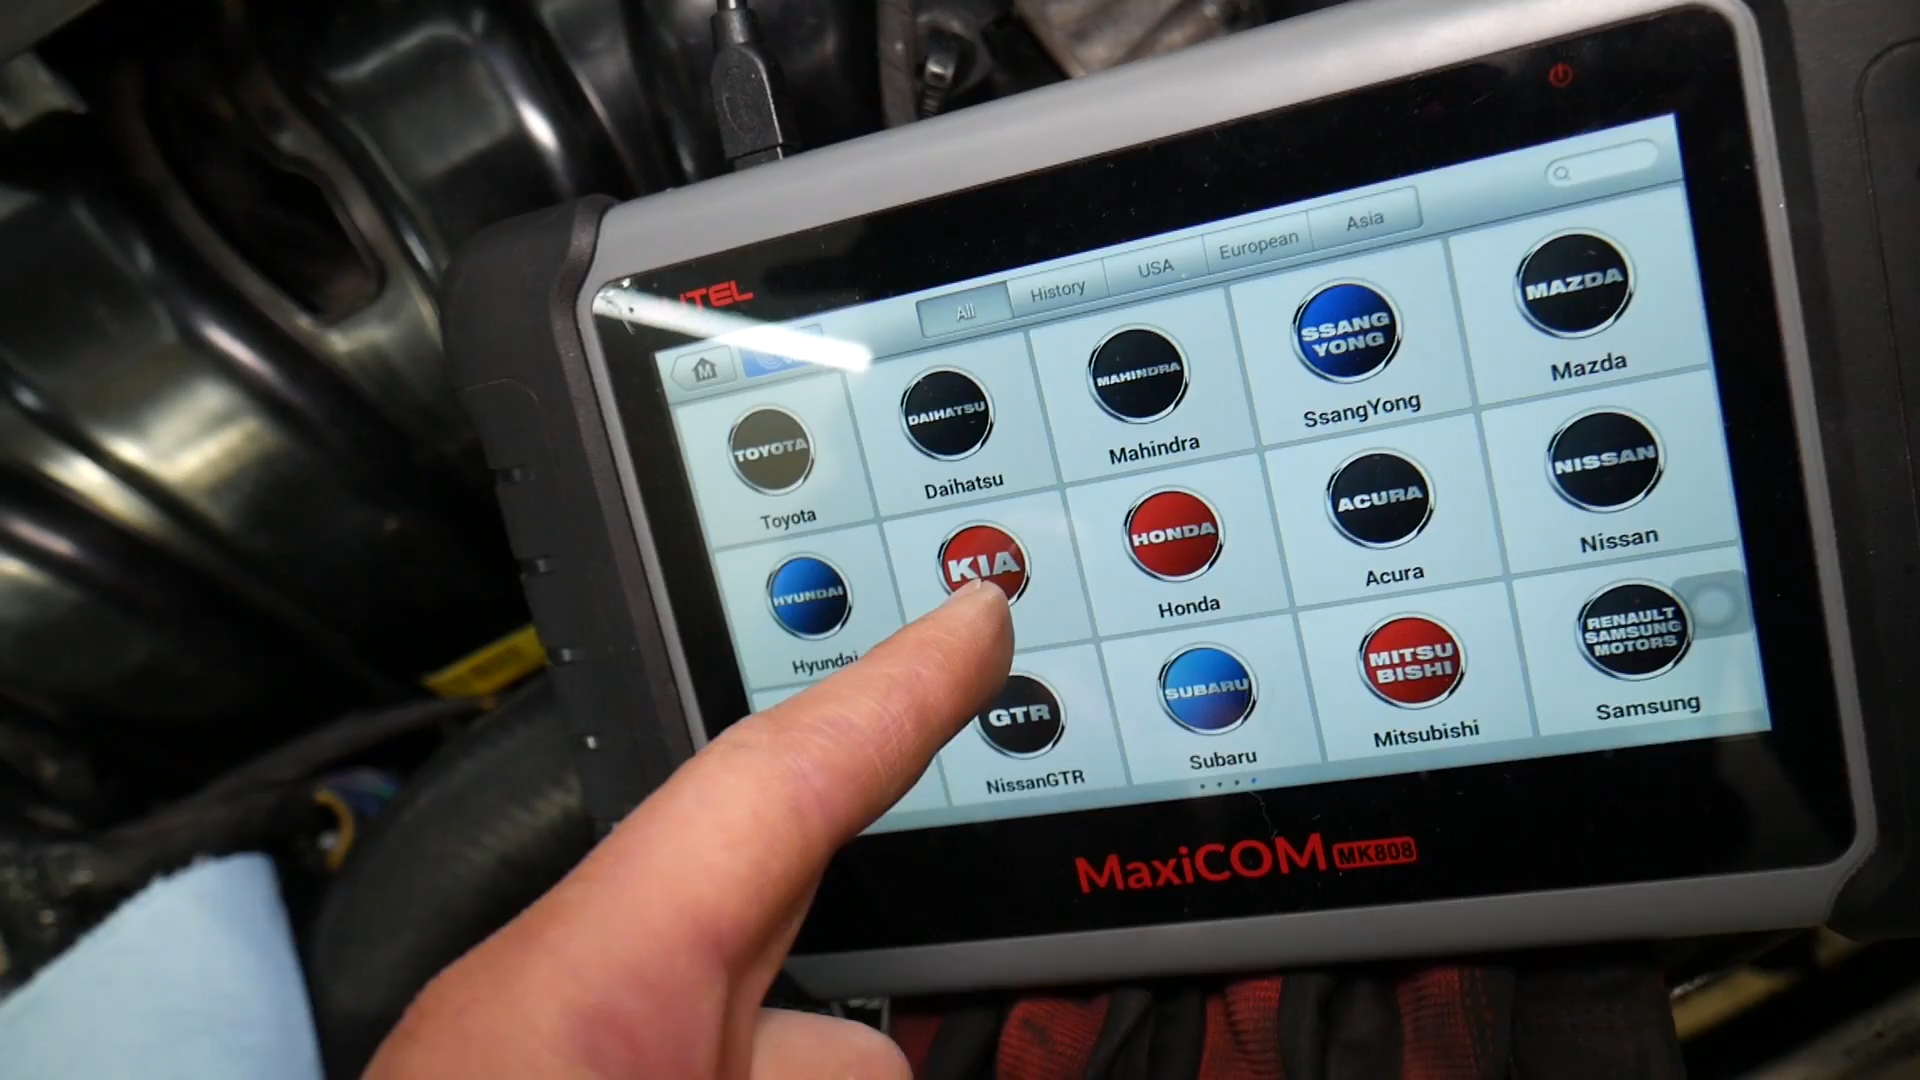 All
History
USA
European
Asia
TOYOTA
Toyota
DAIHATSU
Daihatsu
MAHINDRA
Mahindra
SSANG
YONG
SsangYong
MAZDA
Mazda
HYUNDAI
Hyundai
KIA
HONDA
Honda
ACURA
Acura
NISSAN
Nissan
GTR
NissanGTR
SUBARU
Subaru
MITSU
BISHI
Mitsubishi
RENAULT
SAMSUNG
MOTORS
Samsung
MaxiCOM MK808